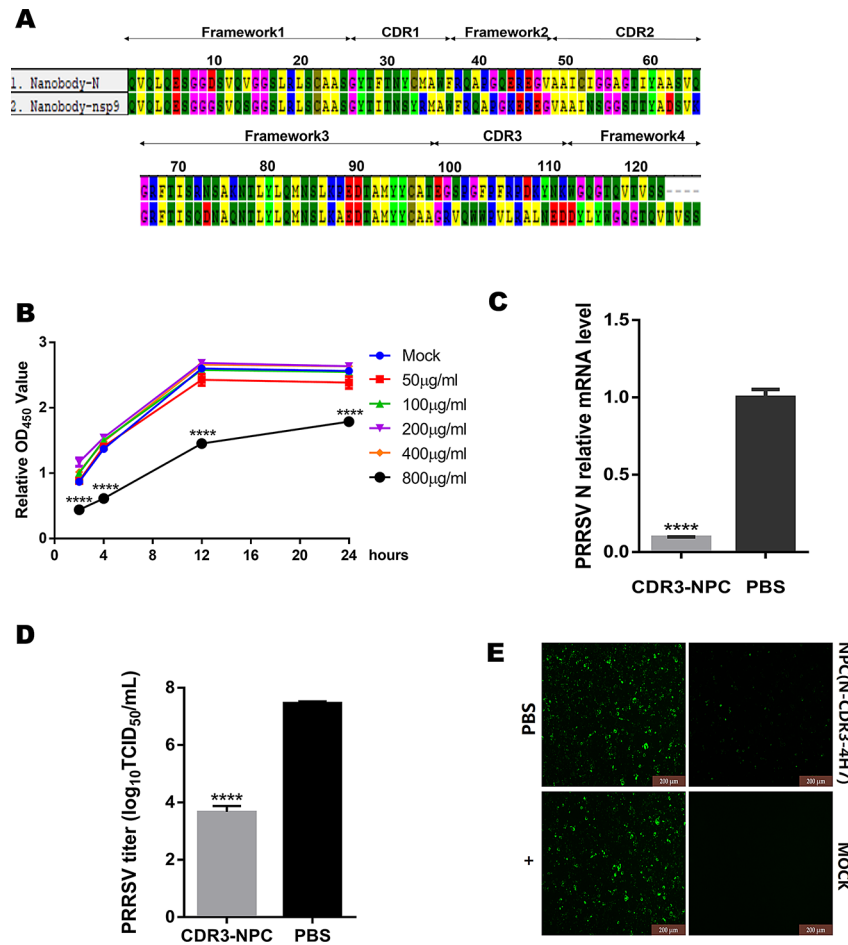 A
Framework1 CDR1 Framework2 CDR2
10 20 30 40 50 60
1. Nanobody-N
2. Nanobody-nsp9
Framework3 CDR3 Framework4
70 80 90 100 110 120
B
Relative OD450 Value
3
2
1
0
0 4 8 12 16 20 24 hours
****
****
****
****
Mock
50μg/ml
100μg/ml
200μg/ml
400μg/ml
800μg/ml
C
PRRSV N relative mRNA level
1.5
1.0
0.5
0.0
****
CDR3-NPC PBS
D
PRRSV titer (log10TCID50/mL)
8
6
4
2
0
****
CDR3-NPC PBS
E
PBS
NPC(N-CDR3-4H7)
+
MOCK
200 μm
200 μm
200 μm
200 μm